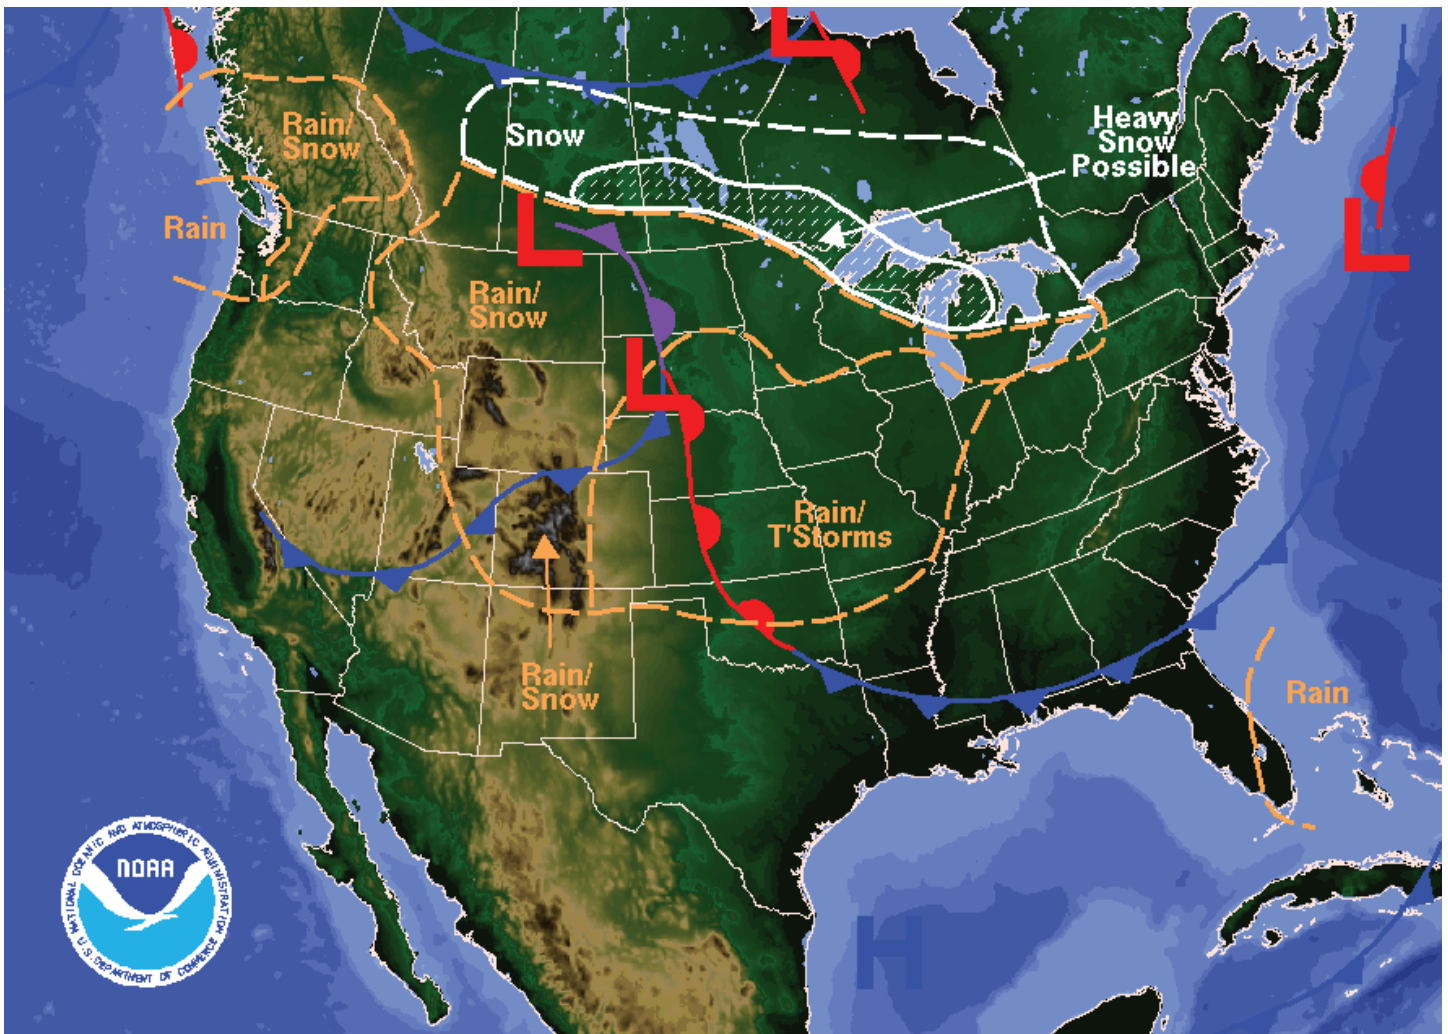 Heavy
Snow
Possible
Snow
Rain/
Snow
Rain
L
L
L
L
Rain/
Snow
Rain/
T'Storms
Rain/
Snow
Rain
H
NOAA
NATIONAL OCEANIC AND ATMOSPHERIC ADMINISTRATION
U.S. DEPARTMENT OF COMMERCE